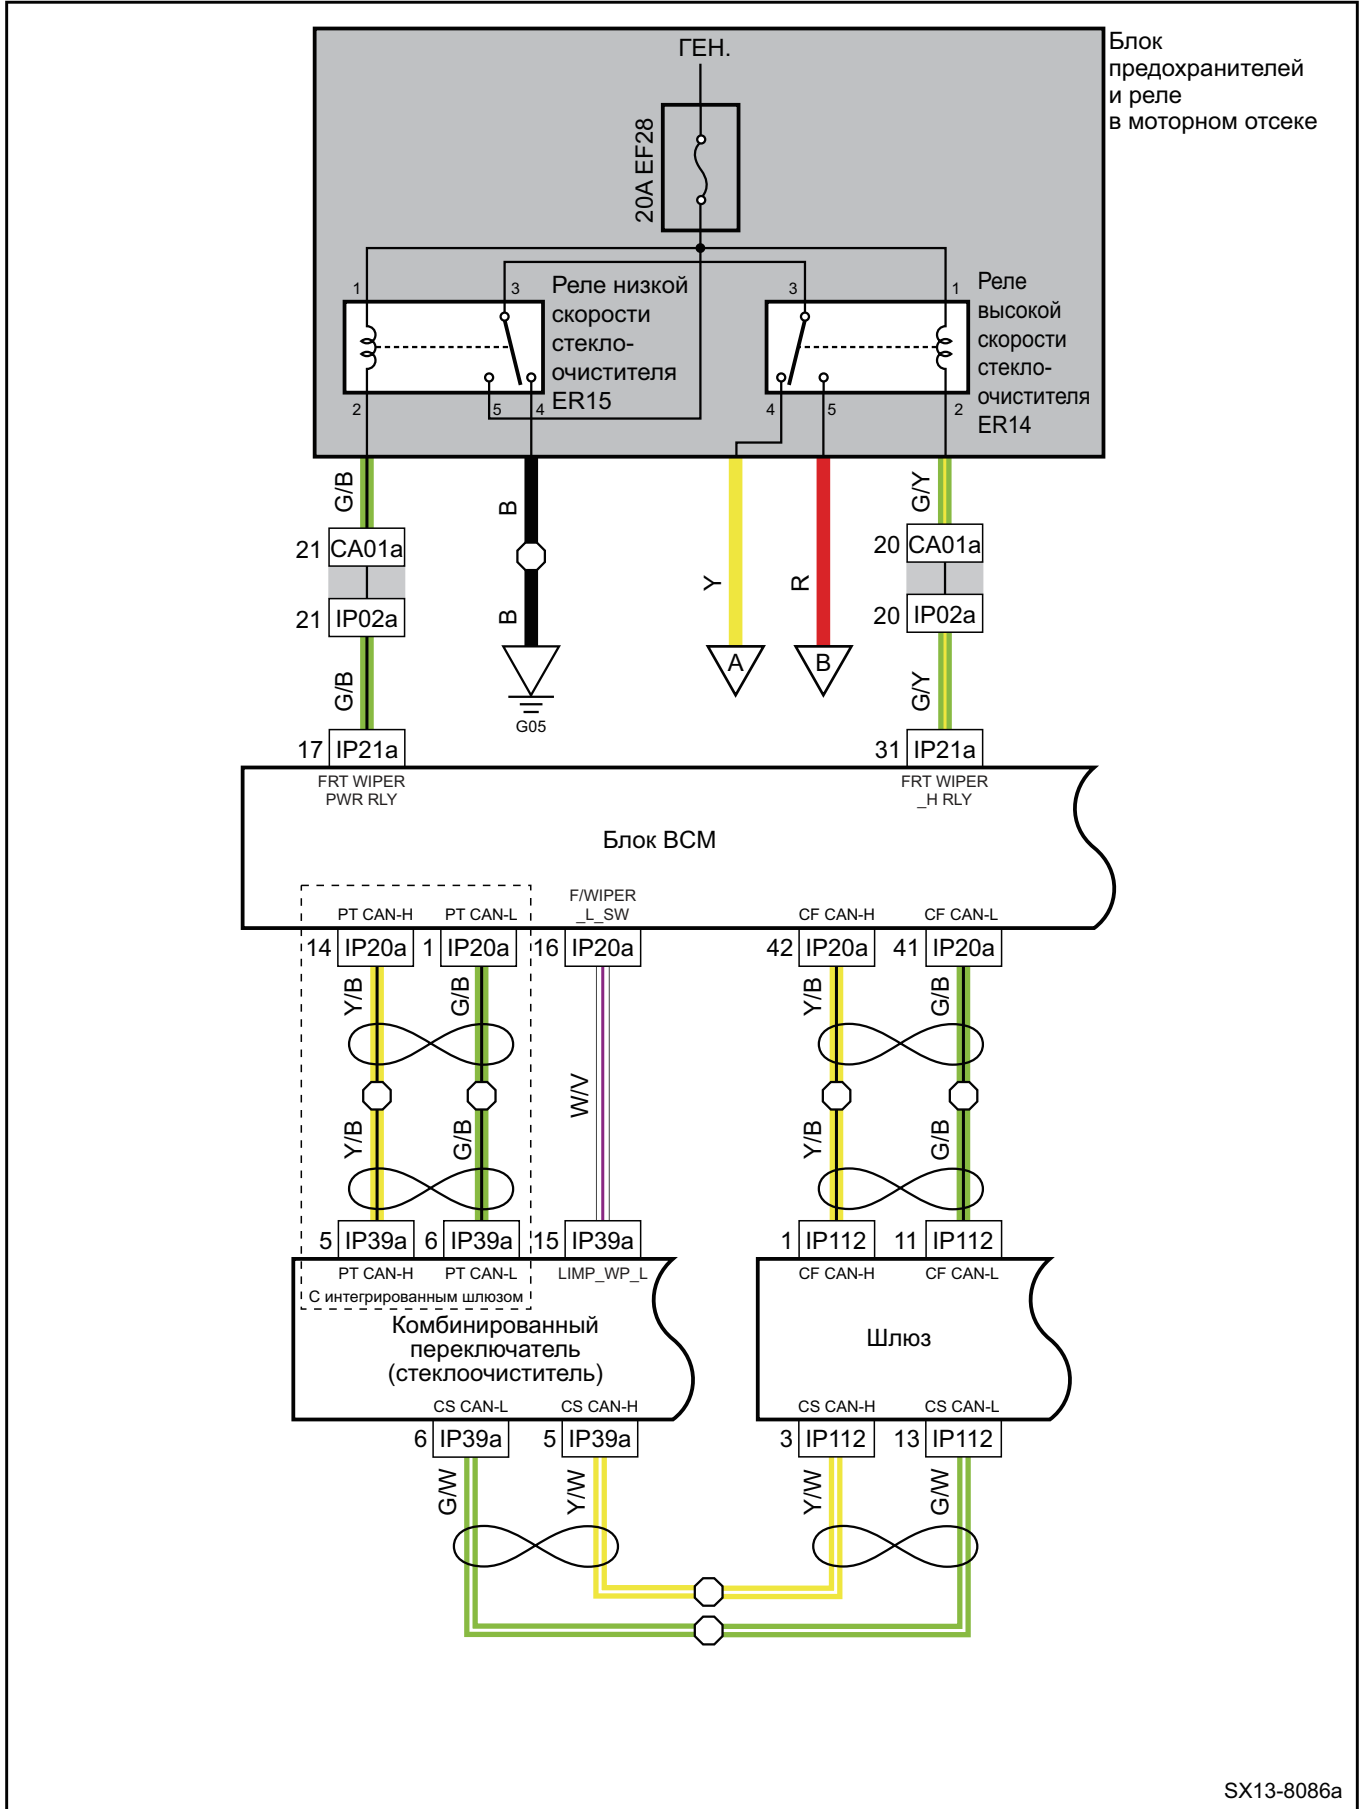 ГЕН.
Блок
предохранителей
и реле
в моторном отсеке
20A EF28
1
3
Реле низкой
скорости
стекло-
очистителя
ER15
2
5
4
3
1
Реле
высокой
скорости
стекло-
очистителя
ER14
4
5
2
G/B
B
Y
R
G/Y
21 CA01a
20 CA01a
21 IP02a
20 IP02a
G/B
B
A
B
G/Y
G05
17 IP21a
31 IP21a
FRT WIPER
PWR RLY
FRT WIPER
_H RLY
Блок BCM
PT CAN-H
PT CAN-L
F/WIPER
_L_SW
CF CAN-H
CF CAN-L
14 IP20a
1 IP20a
16 IP20a
42 IP20a
41 IP20a
Y/B
G/B
W/V
Y/B
G/B
Y/B
G/B
Y/B
G/B
5 IP39a
6 IP39a
15 IP39a
1 IP112
11 IP112
PT CAN-H
PT CAN-L
LIMP_WP_L
CF CAN-H
CF CAN-L
С интегрированным шлюзом
Комбинированный
переключатель
(стеклоочиститель)
Шлюз
CS CAN-L
CS CAN-H
CS CAN-H
CS CAN-L
6 IP39a
5 IP39a
3 IP112
13 IP112
G/W
Y/W
Y/W
G/W
SX13-8086a